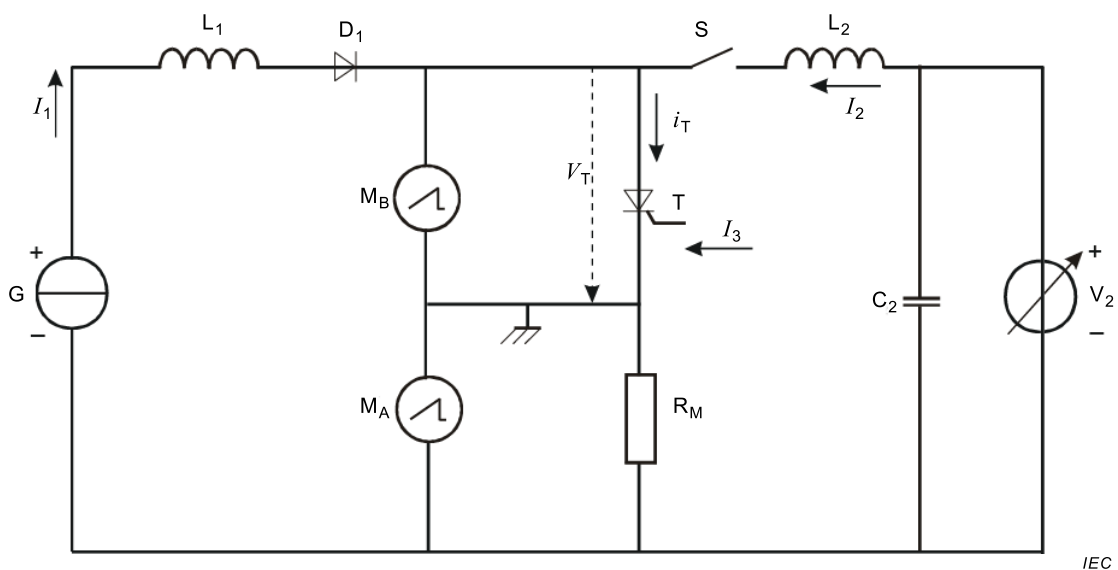 L1
D1
S
L2
I1
iT
I2
MB
VT
T
I3
+
G
−
C2
+
V2
−
MA
RM
IEC